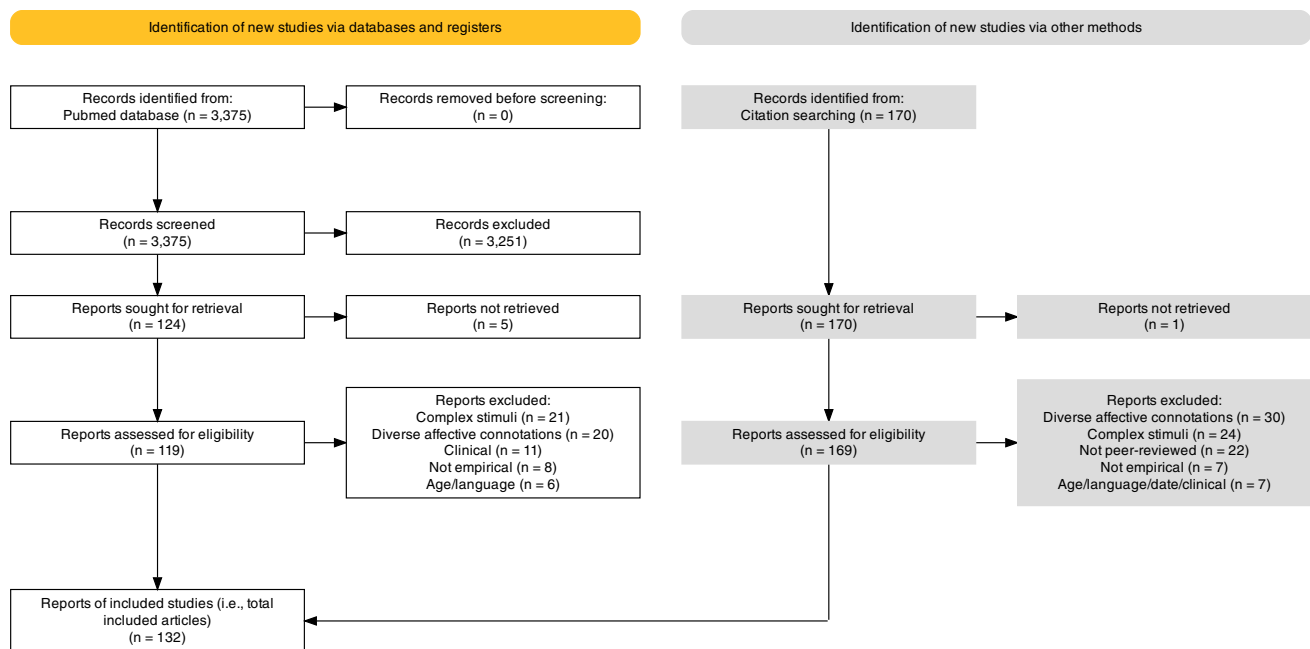 Identification of new studies via databases and registers
Identification of new studies via other methods
Records identified from:
Pubmed database (n = 3,375)
Records removed before screening:
(n = 0)
Records identified from:
Citation searching (n = 170)
Records screened
(n = 3,375)
Records excluded
(n = 3,251)
Reports sought for retrieval
(n = 124)
Reports not retrieved
(n = 5)
Reports sought for retrieval
(n = 170)
Reports not retrieved
(n = 1)
Reports assessed for eligibility
(n = 119)
Reports excluded:
Complex stimuli (n = 21)
Diverse affective connotations (n = 20)
Clinical (n = 11)
Not empirical (n = 8)
Age/language (n = 6)
Reports assessed for eligibility
(n = 169)
Reports excluded:
Diverse affective connotations (n = 30)
Complex stimuli (n = 24)
Not peer-reviewed (n = 22)
Not empirical (n = 7)
Age/language/date/clinical (n = 7)
Reports of included studies (i.e., total
included articles)
(n = 132)